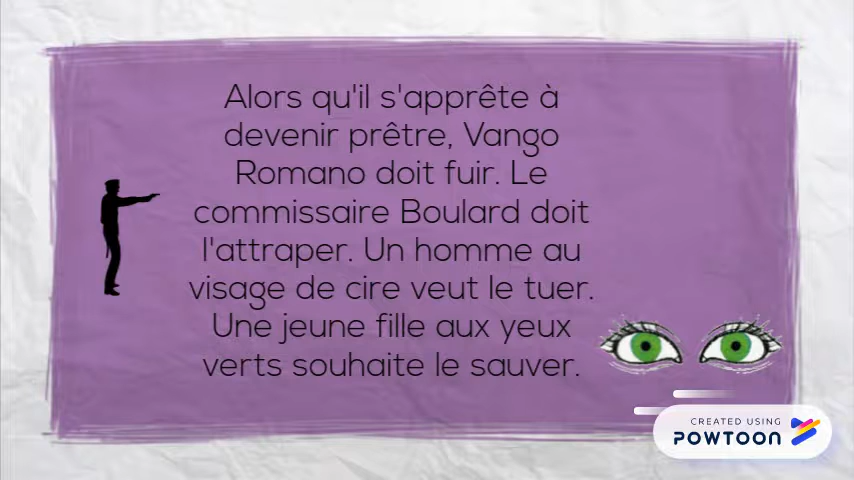 Alors qu'il s'apprête à
devenir prêtre, Vango
Romano doit fuir. Le
commissaire Boulard doit
l'attraper. Un homme au
visage de cire veut le tuer.
Une jeune fille aux yeux
verts souhaite le sauver.
CREATED USING
POWTOON